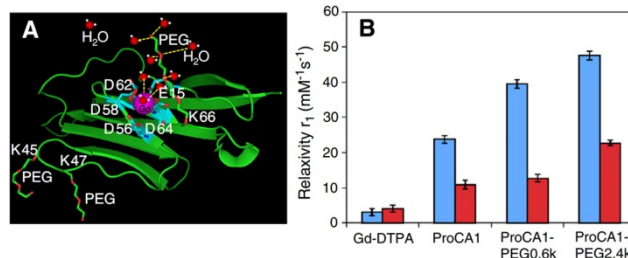 A
H₂O
PEG
H₂O
D62
E15
Gd
D58
D56
D64
K66
K45
K47
PEG
PEG
B
Relaxivity r₁ (mM⁻¹s⁻¹)
60
50
40
30
20
10
0
Gd-DTPA
ProCA1
ProCA1-
PEG0.6k
ProCA1-
PEG2.4k